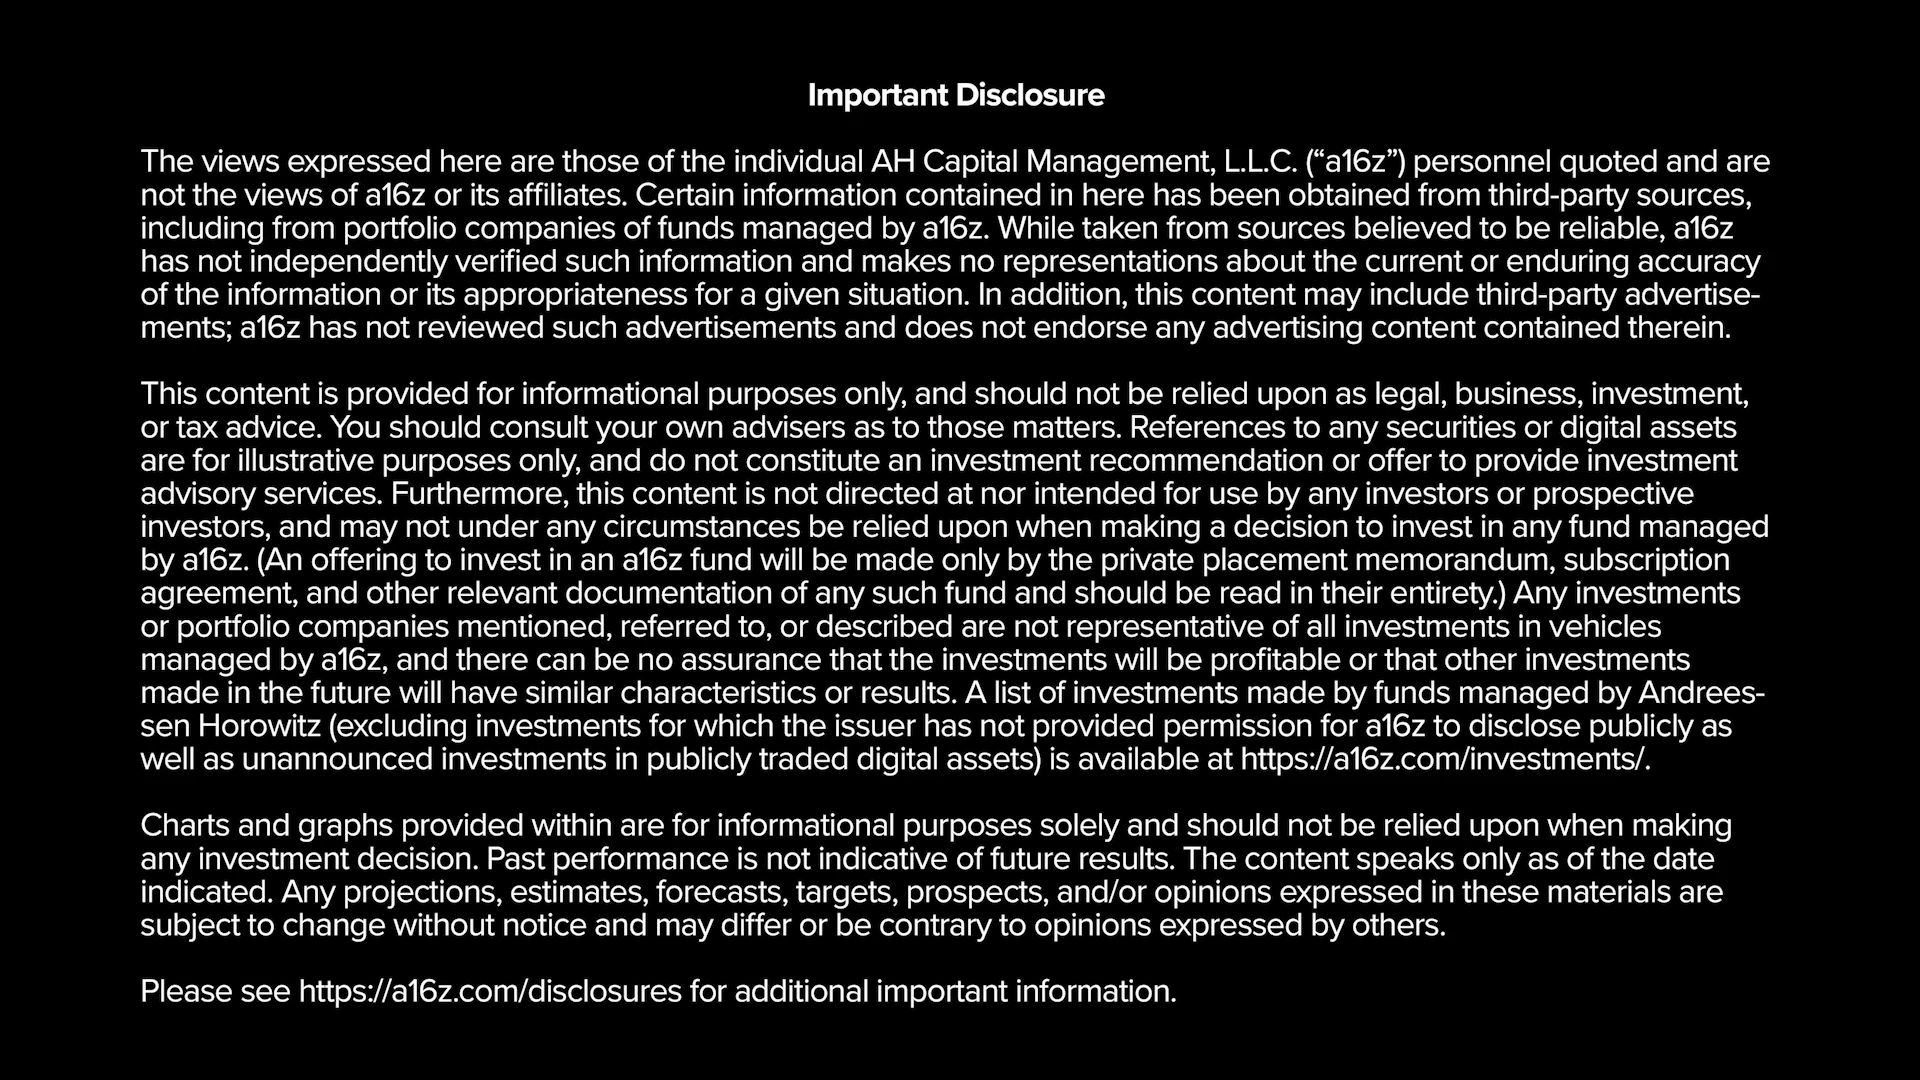 Important Disclosure
The views expressed here are those of the individual AH Capital Management, L.L.C. (“a16z”) personnel quoted and are
not the views of a16z or its affiliates. Certain information contained in here has been obtained from third-party sources,
including from portfolio companies of funds managed by a16z. While taken from sources believed to be reliable, a16z
has not independently verified such information and makes no representations about the current or enduring accuracy
of the information or its appropriateness for a given situation. In addition, this content may include third-party advertise-
ments; a16z has not reviewed such advertisements and does not endorse any advertising content contained therein.
This content is provided for informational purposes only, and should not be relied upon as legal, business, investment,
or tax advice. You should consult your own advisers as to those matters. References to any securities or digital assets
are for illustrative purposes only, and do not constitute an investment recommendation or offer to provide investment
advisory services. Furthermore, this content is not directed at nor intended for use by any investors or prospective
investors, and may not under any circumstances be relied upon when making a decision to invest in any fund managed
by a16z. (An offering to invest in an a16z fund will be made only by the private placement memorandum, subscription
agreement, and other relevant documentation of any such fund and should be read in their entirety.) Any investments
or portfolio companies mentioned, referred to, or described are not representative of all investments in vehicles
managed by a16z, and there can be no assurance that the investments will be profitable or that other investments
made in the future will have similar characteristics or results. A list of investments made by funds managed by Andrees-
sen Horowitz (excluding investments for which the issuer has not provided permission for a16z to disclose publicly as
well as unannounced investments in publicly traded digital assets) is available at https://a16z.com/investments/.
Charts and graphs provided within are for informational purposes solely and should not be relied upon when making
any investment decision. Past performance is not indicative of future results. The content speaks only as of the date
indicated. Any projections, estimates, forecasts, targets, prospects, and/or opinions expressed in these materials are
subject to change without notice and may differ or be contrary to opinions expressed by others.
Please see https://a16z.com/disclosures for additional important information.